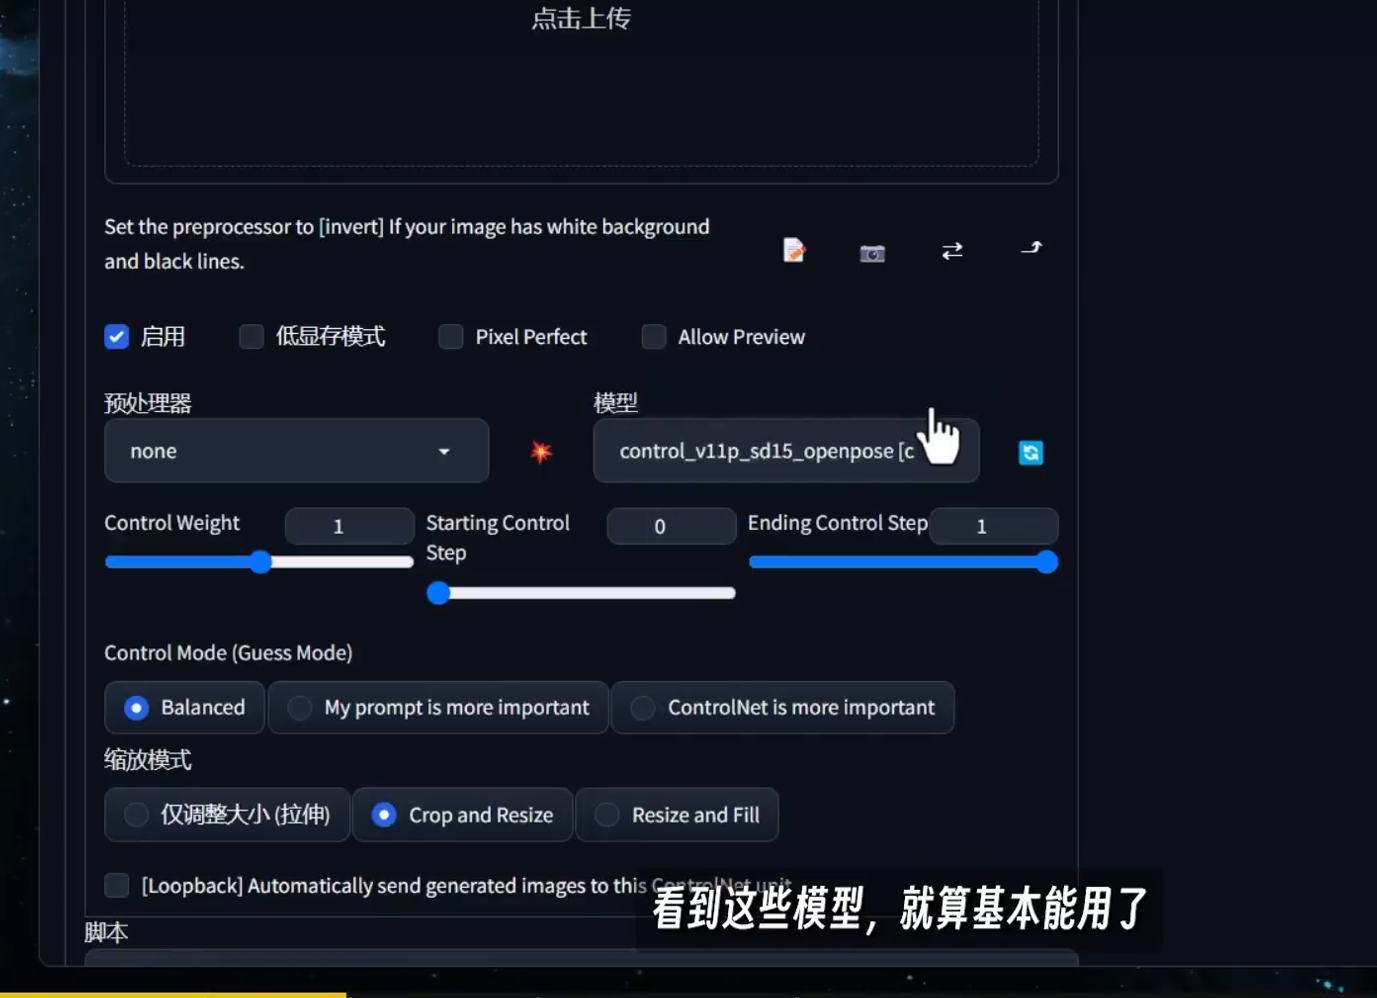 点击上传
Set the preprocessor to [invert] If your image has white background
and black lines.
启用 低显存模式 Pixel Perfect Allow Preview
预处理器 模型
none control_v11p_sd15_openpose [c
Control Weight 1 Starting Control Step 0 Ending Control Step 1
Control Mode (Guess Mode)
Balanced My prompt is more important ControlNet is more important
缩放模式
仅调整大小 (拉伸) Crop and Resize Resize and Fill
[Loopback] Automatically send generated images to this ControlNet unit
看到这些模型，就算基本能用了
脚本